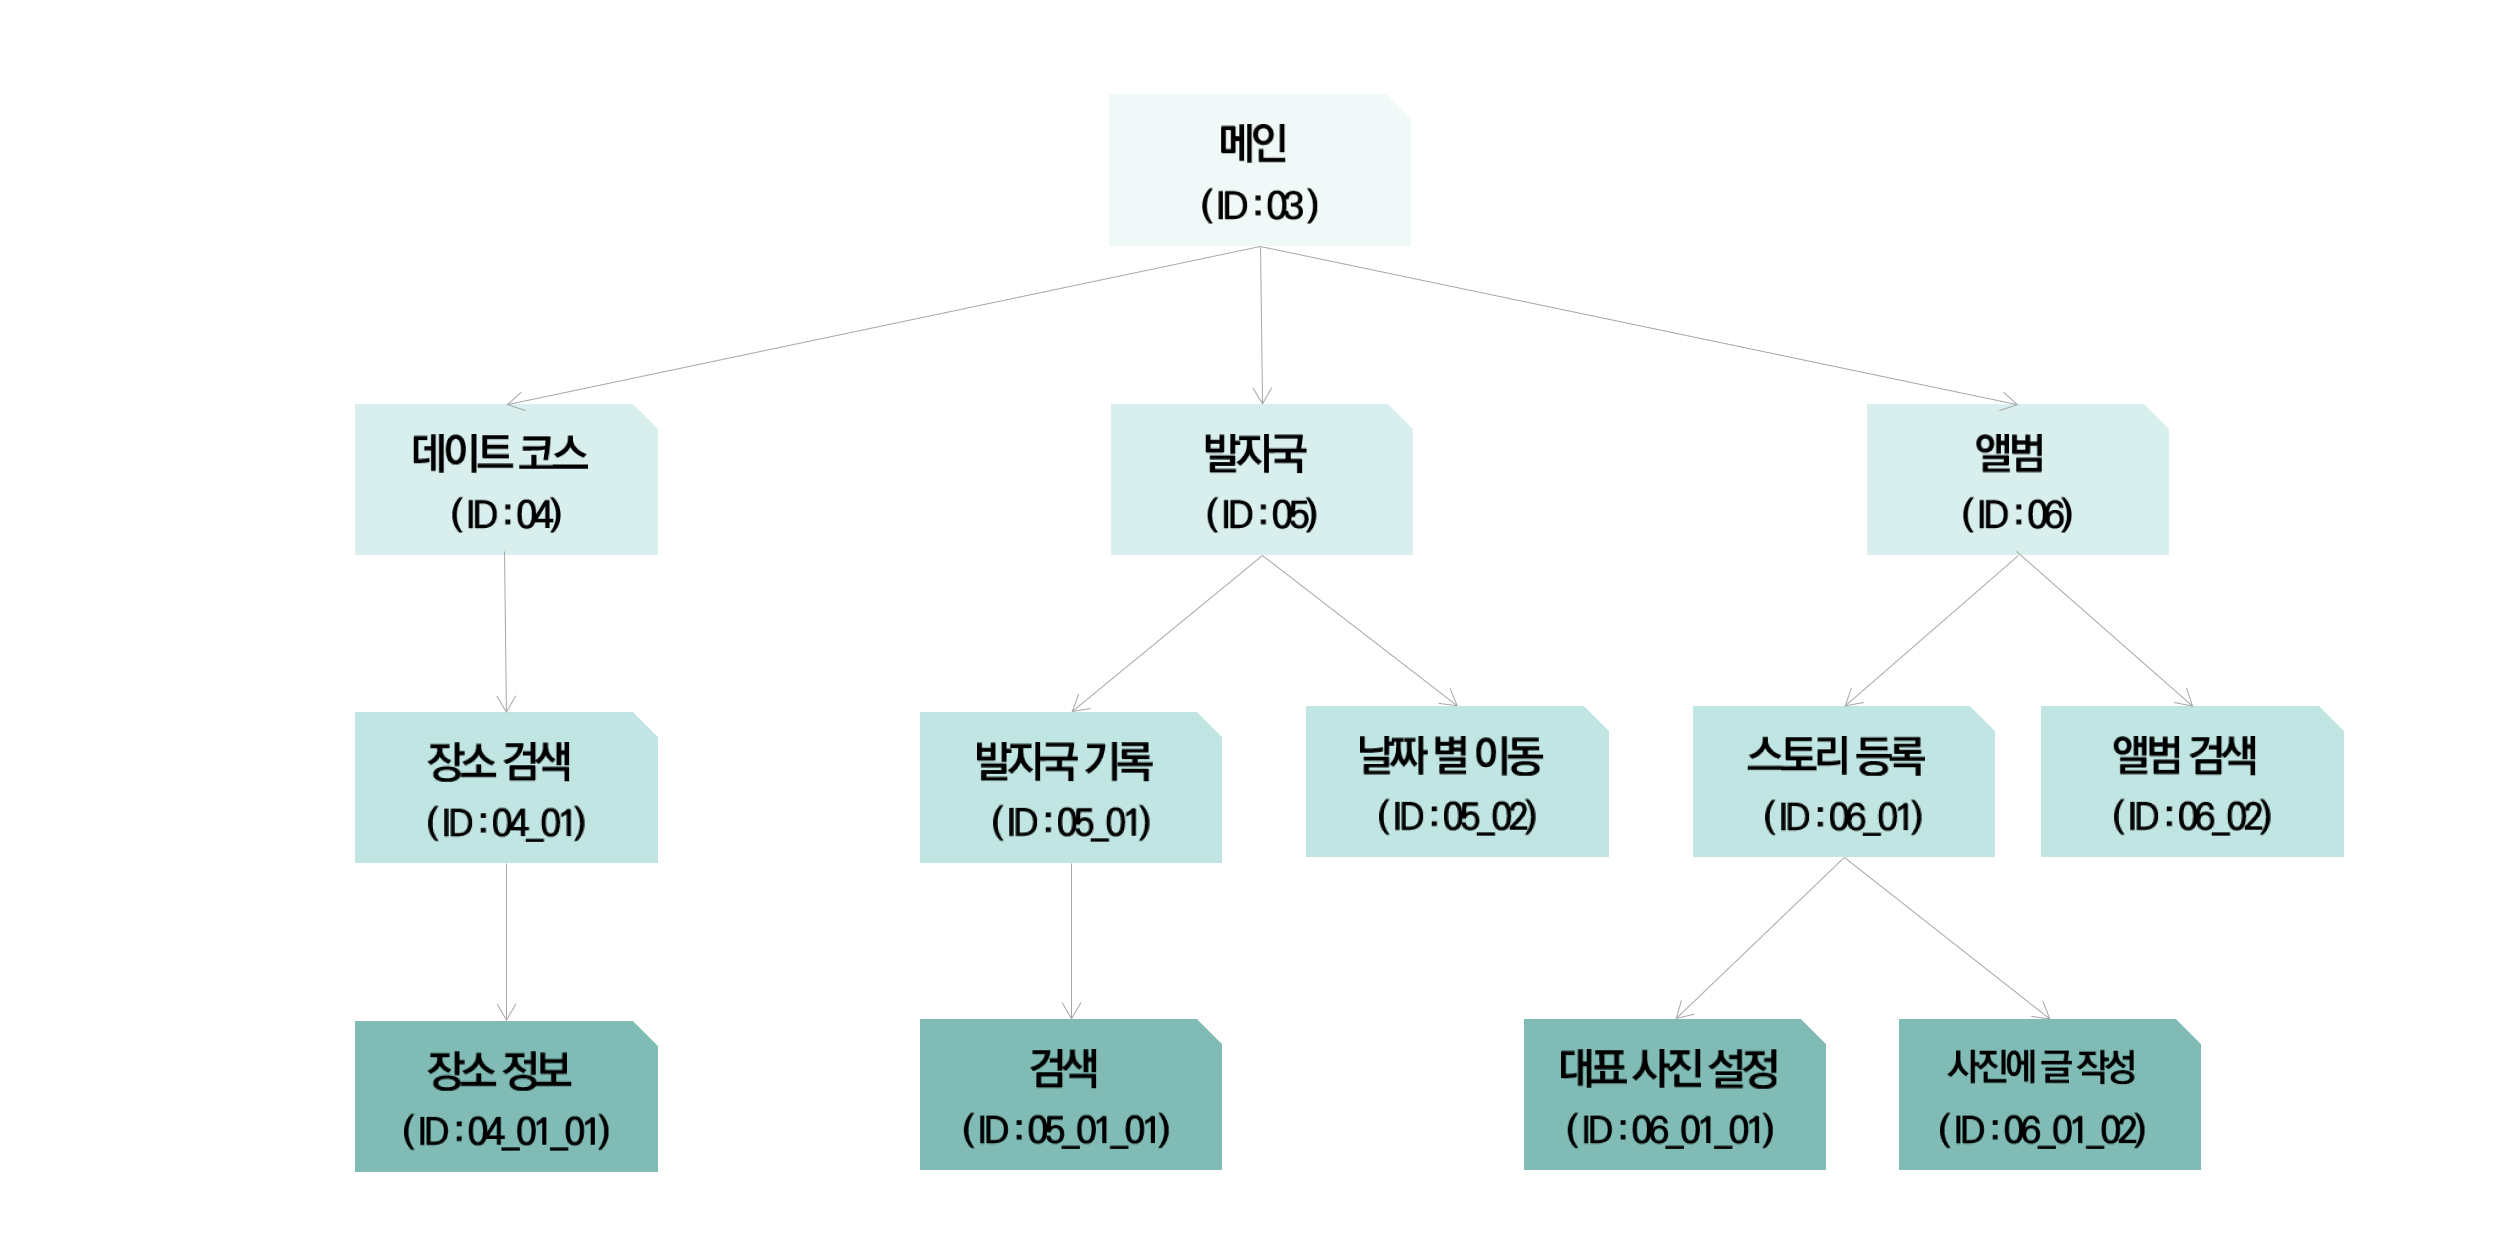 메인
(ID : 03)
데이트 코스
(ID : 04)
발자국
(ID : 05)
앨범
(ID : 06)
장소 검색
(ID : 04_01)
발자국 기록
(ID : 05_01)
날짜 별 이동
(ID : 05_02)
스토리 등록
(ID : 06_01)
앨범 검색
(ID : 06_02)
장소 정보
(ID : 04_01_01)
검색
(ID : 05_01_01)
대표 사진 설정
(ID : 06_01_01)
사진에 글 작성
(ID : 06_01_02)